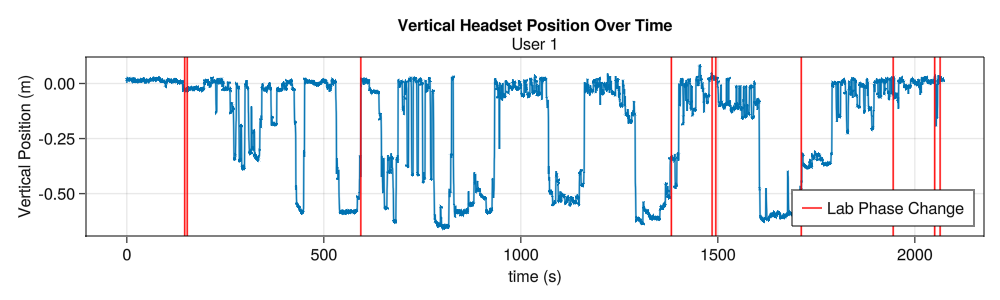 Vertical Headset Position Over Time
User 1
Vertical Position (m)
0.00
-0.25
-0.50
Lab Phase Change
0
500
1000
1500
2000
time (s)